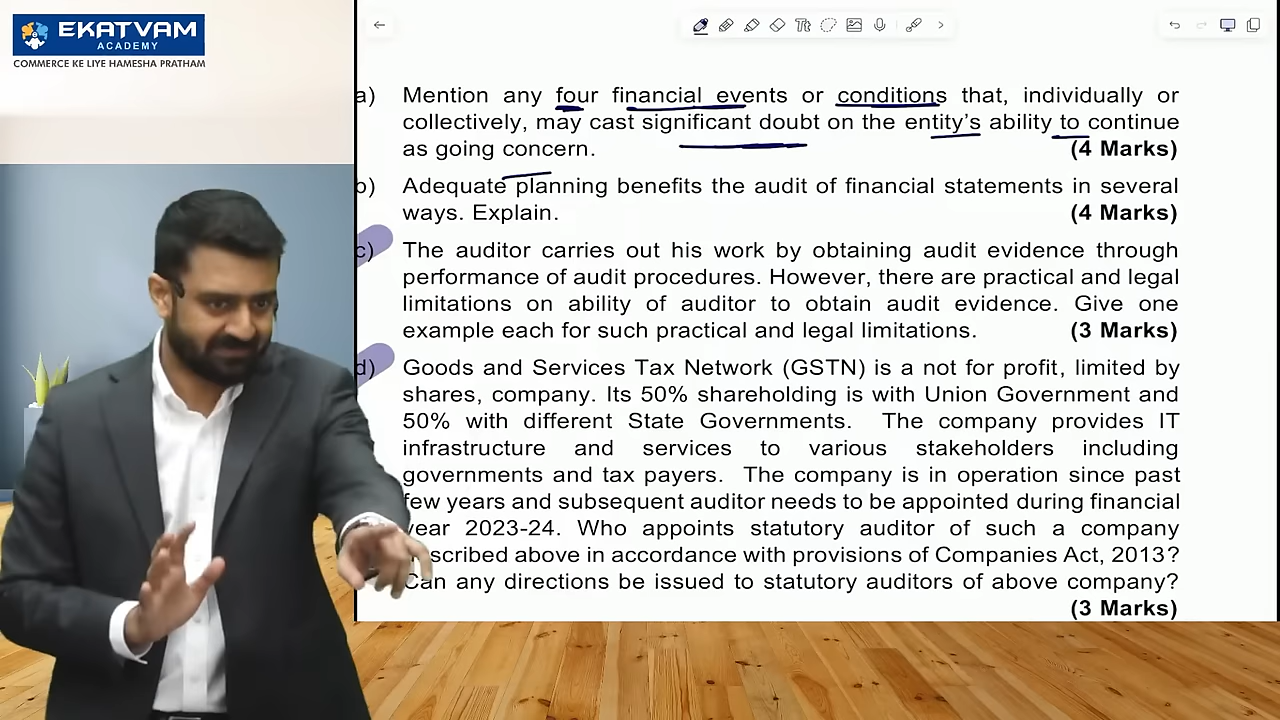 EKATVAM
ACADEMY
COMMERCE KE LIYE HAMESHA PRATHAM
Tt
a) Mention any four financial events or conditions that, individually or
collectively, may cast significant doubt on the entity's ability to continue
as going concern. (4 Marks)
b) Adequate planning benefits the audit of financial statements in several
ways. Explain. (4 Marks)
c) The auditor carries out his work by obtaining audit evidence through
performance of audit procedures. However, there are practical and legal
limitations on ability of auditor to obtain audit evidence. Give one
example each for such practical and legal limitations. (3 Marks)
d) Goods and Services Tax Network (GSTN) is a not for profit, limited by
shares, company. Its 50% shareholding is with Union Government and
50% with different State Governments. The company provides IT
infrastructure and services to various stakeholders including
governments and tax payers. The company is in operation since past
few years and subsequent auditor needs to be appointed during financial
year 2023-24. Who appoints statutory auditor of such a company
scribed above in accordance with provisions of Companies Act, 2013?
Can any directions be issued to statutory auditors of above company?
(3 Marks)